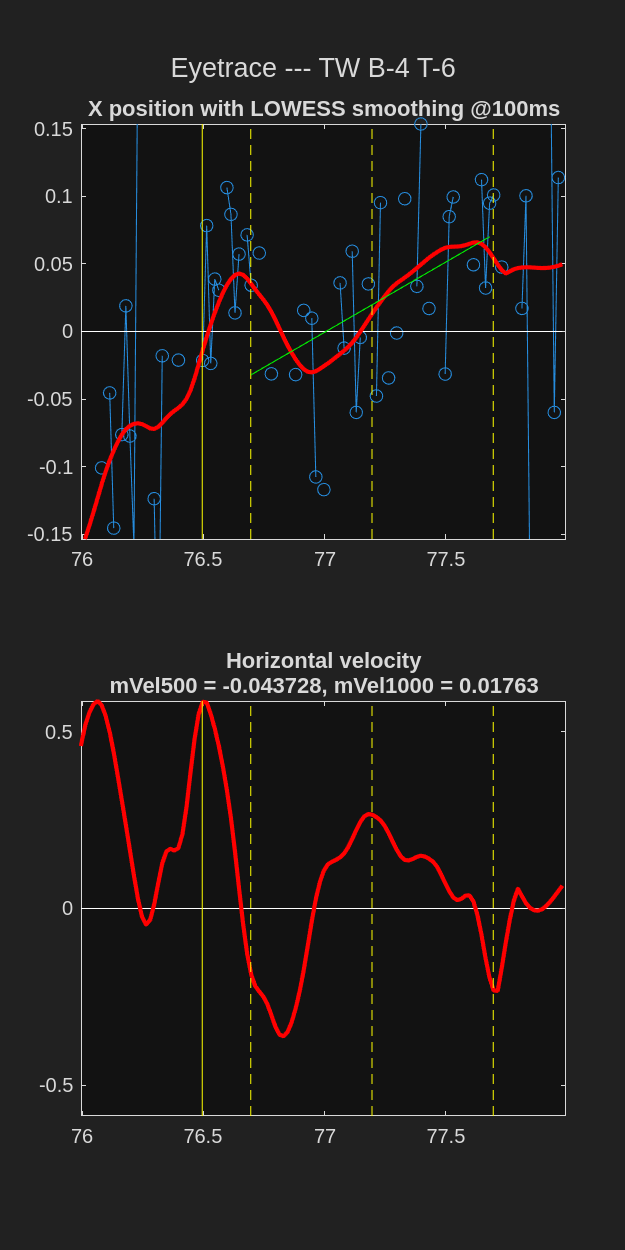 Eyetrace --- TW B-4 T-6
X position with LOWESS smoothing @100ms
0.15
0.1
0.05
0
-0.05
-0.1
-0.15
76 76.5 77 77.5
Horizontal velocity
mVel500 = -0.043728, mVel1000 = 0.01763
0.5
0
-0.5
76 76.5 77 77.5